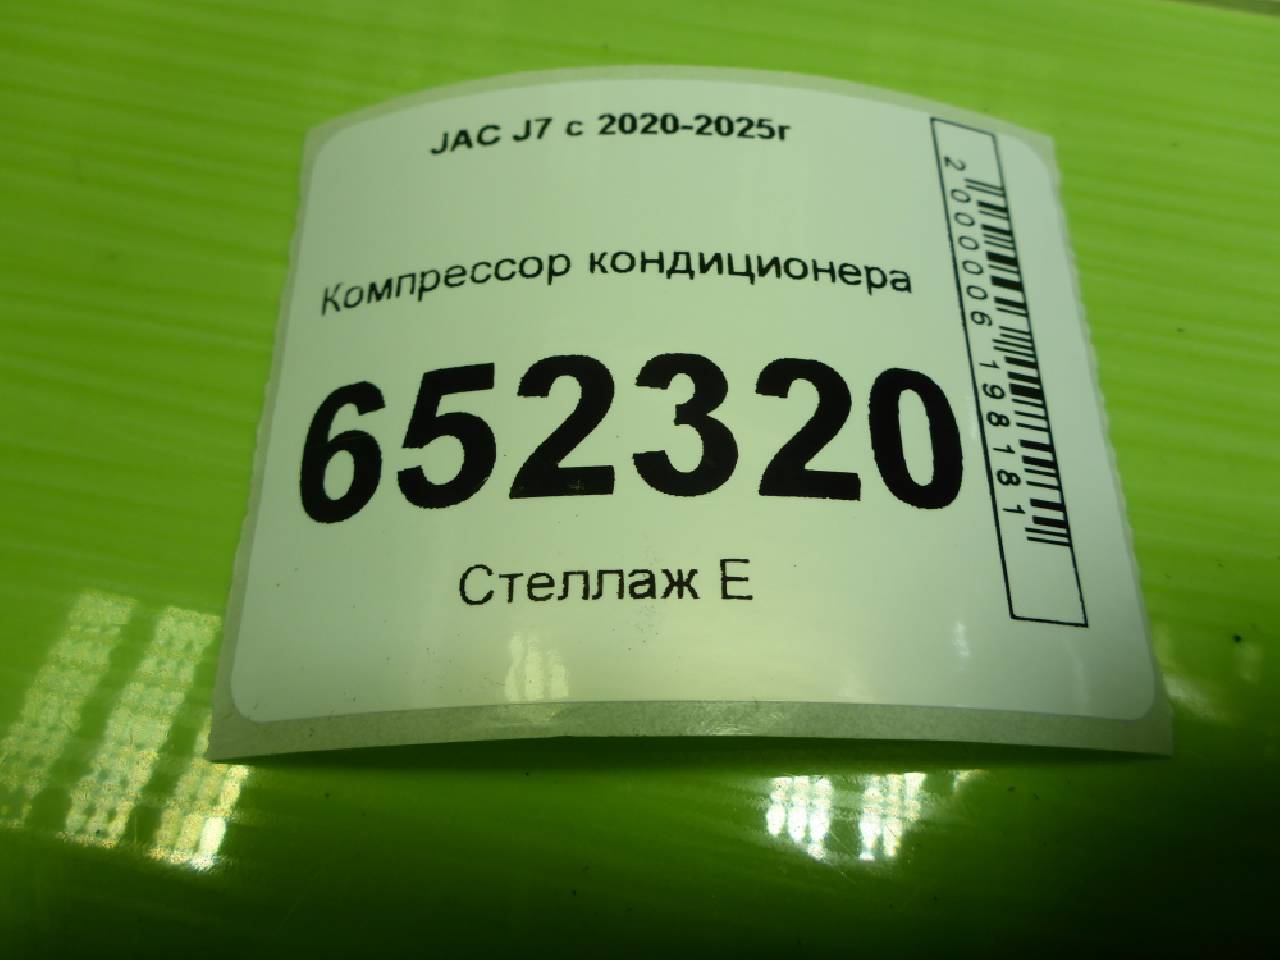 JAC J7 с 2020-2025г
Компрессор кондиционера
652320
Стеллаж Е
2000006198181